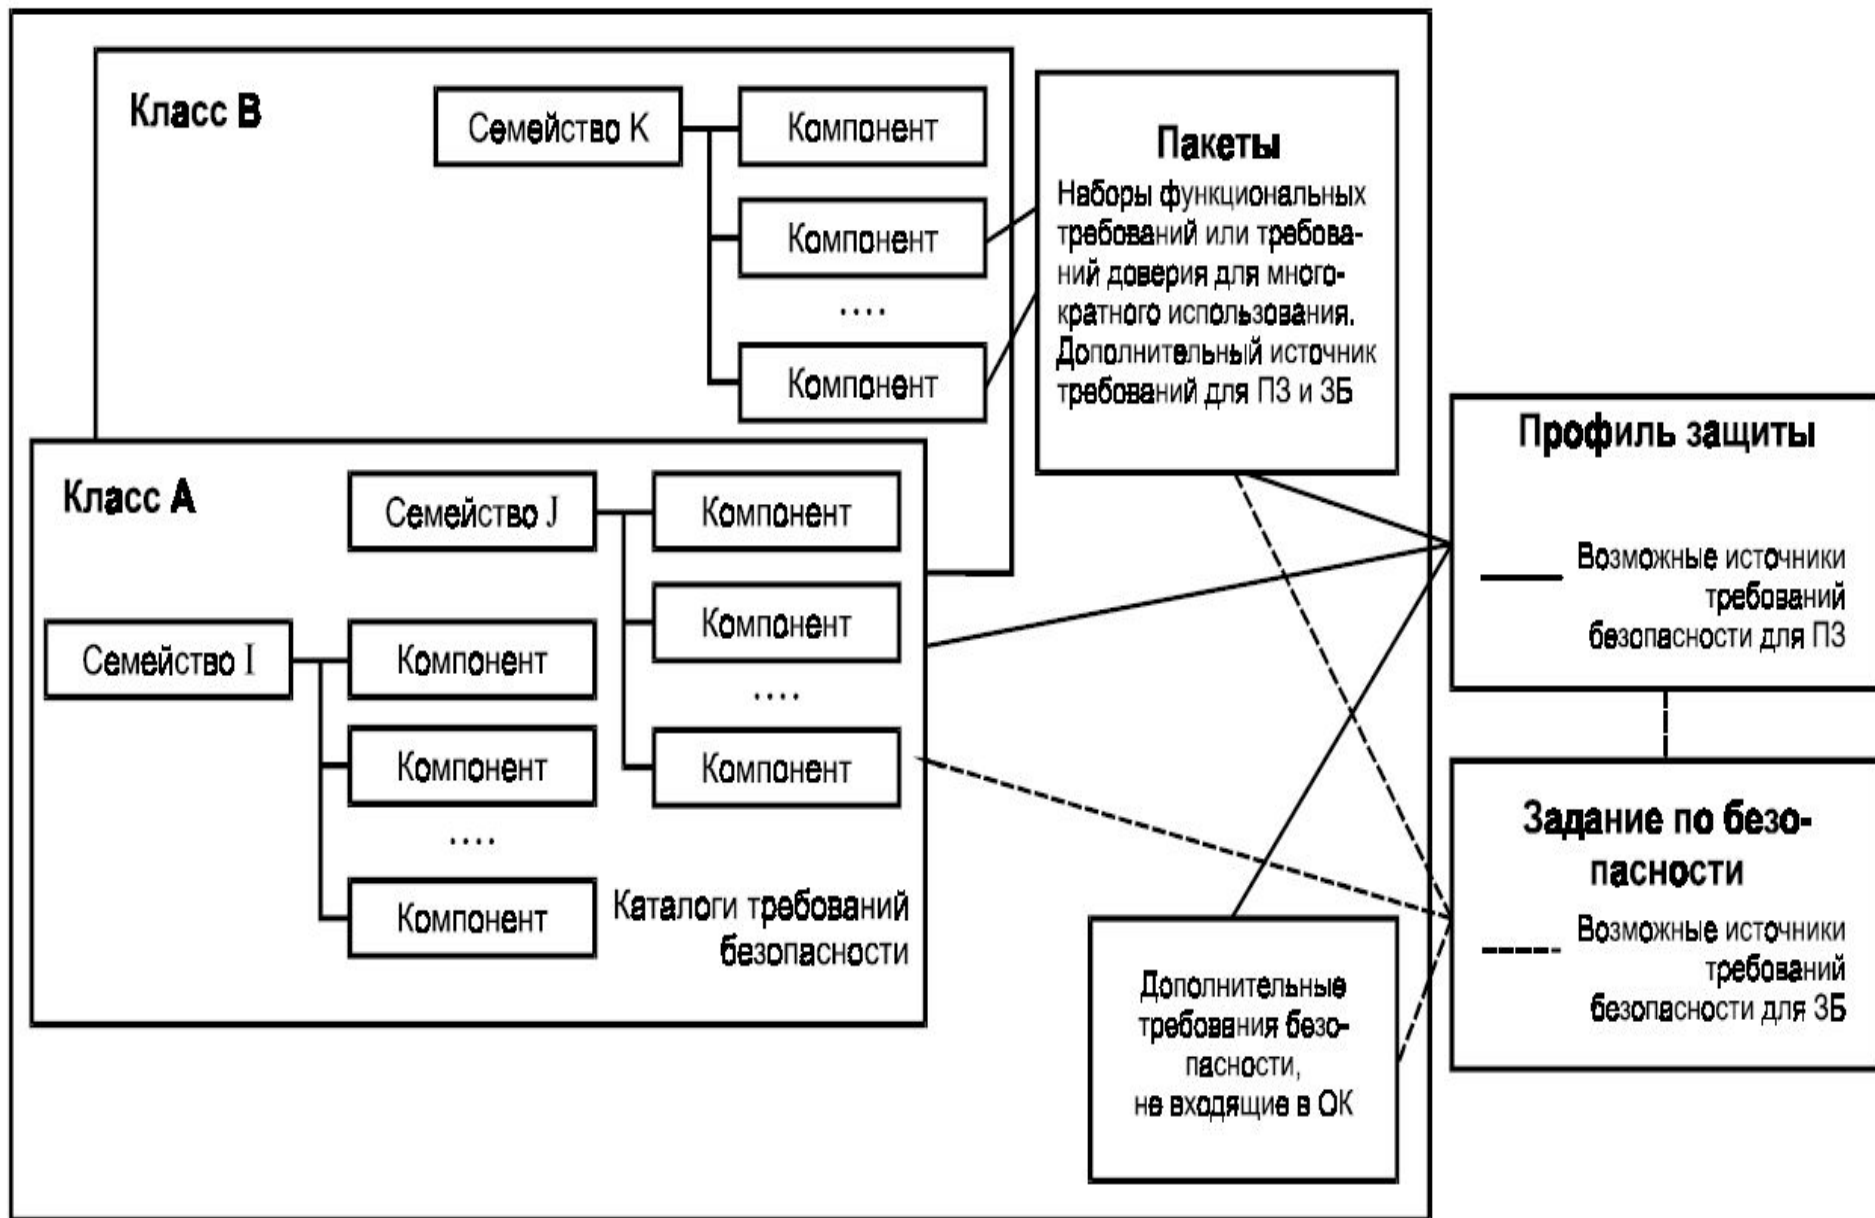 Класс B
Семейство K
Компонент
Компонент
....
Компонент
Пакеты
Наборы функциональных
требований или требова-
ний доверия для много-
кратного использования.
Дополнительный источник
требований для ПЗ и ЗБ
Класс A
Семейство J
Компонент
Компонент
....
Компонент
Семейство I
Компонент
Компонент
....
Компонент
Каталоги требований
безопасности
Профиль защиты
Возможные источники
требований
безопасности для ПЗ
Задание по безо-
пасности
Возможные источники
требований
безопасности для ЗБ
Дополнительные
требования безо-
пасности,
не входящие в ОК